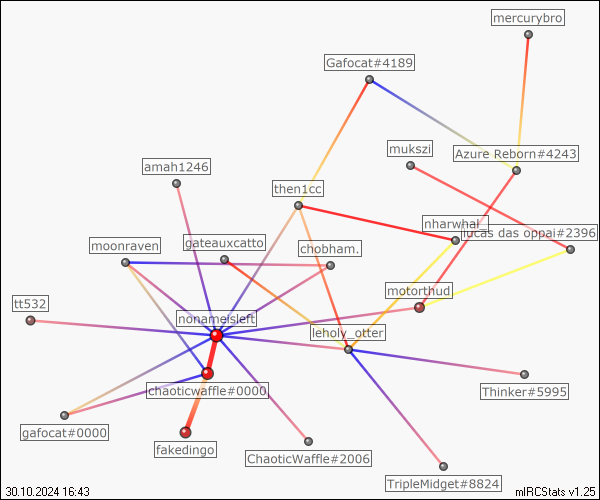 mercurybro
Gafocat#4189
mukszi
Azure Reborn#4243
amah1246
then1cc
nharwhal_
lucas das oppai#2396
moonraven
gateauxcatto
chobham.
motorthud
tt532
nonameisleft
leholy_otter
chaoticwaffle#0000
Thinker#5995
gafocat#0000
fakedingo
ChaoticWaffle#2006
TripleMidget#8824
30.10.2024 16:43
mIRCStats v1.25